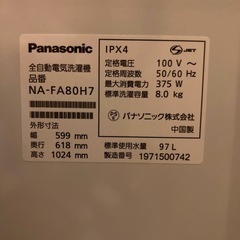 Panasonic
全自動電気洗濯機
品番
NA-FA80H7
外形寸法
幅 599 mm
奥行 618 mm
高さ 1024 mm
IPX4
JET
定格電圧 100 V～
定格周波数 50/60 Hz
最大消費電力 375 W
標準洗濯容量 8.0 kg
パナソニック株式会社
中国製
標準使用水量 97 L
製造番号 1971500742